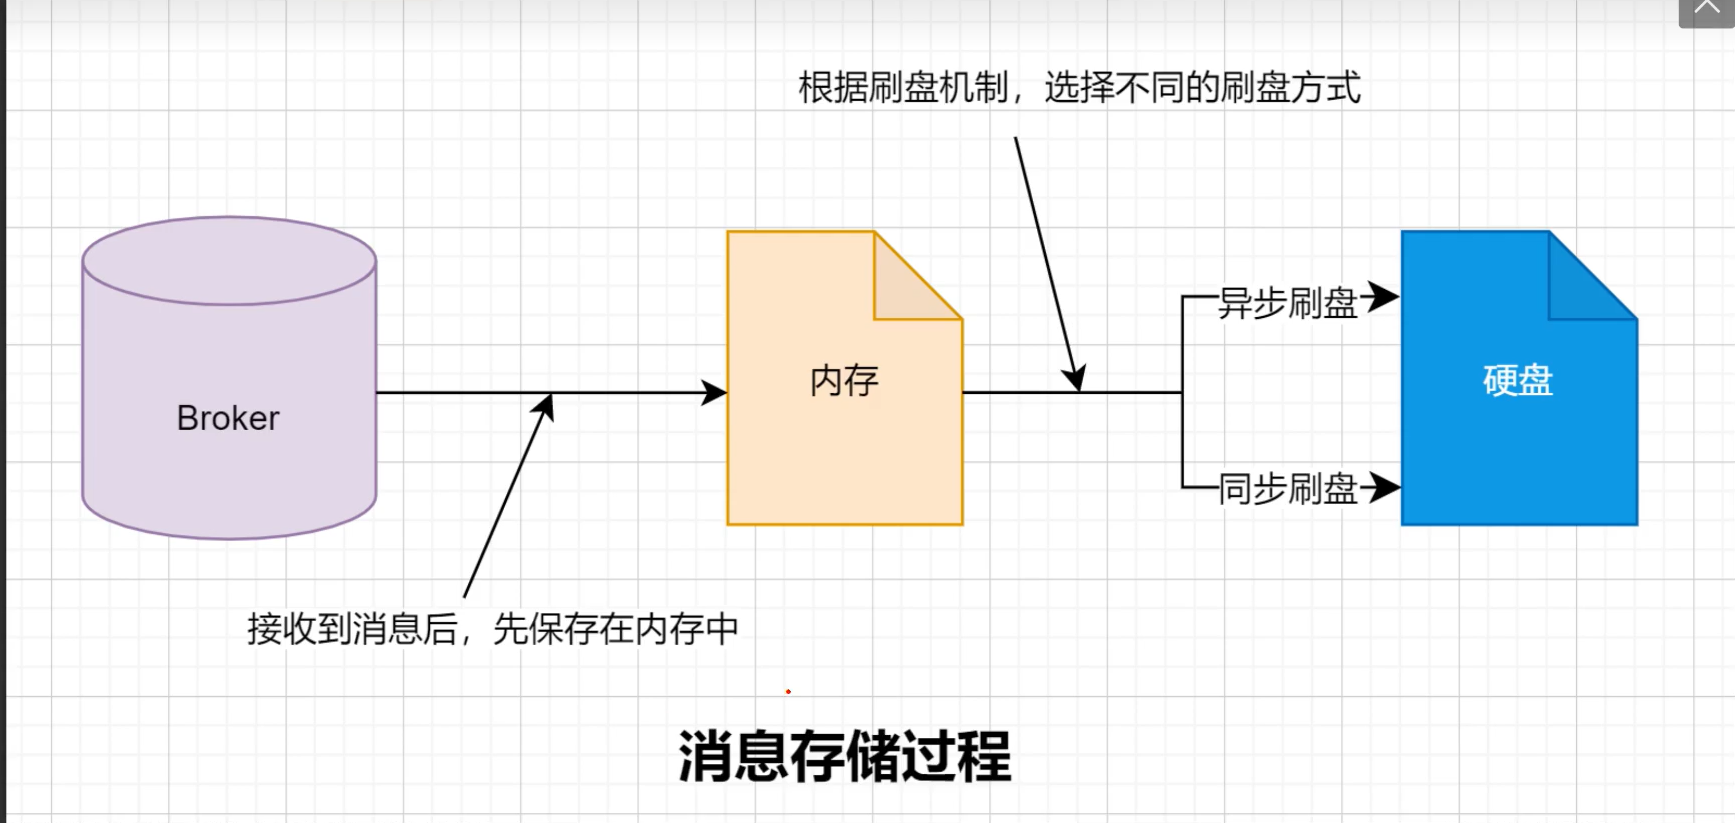 根据刷盘机制，选择不同的刷盘方式
Broker
内存
异步刷盘
同步刷盘
硬盘
接收到消息后，先保存在内存中
消息存储过程